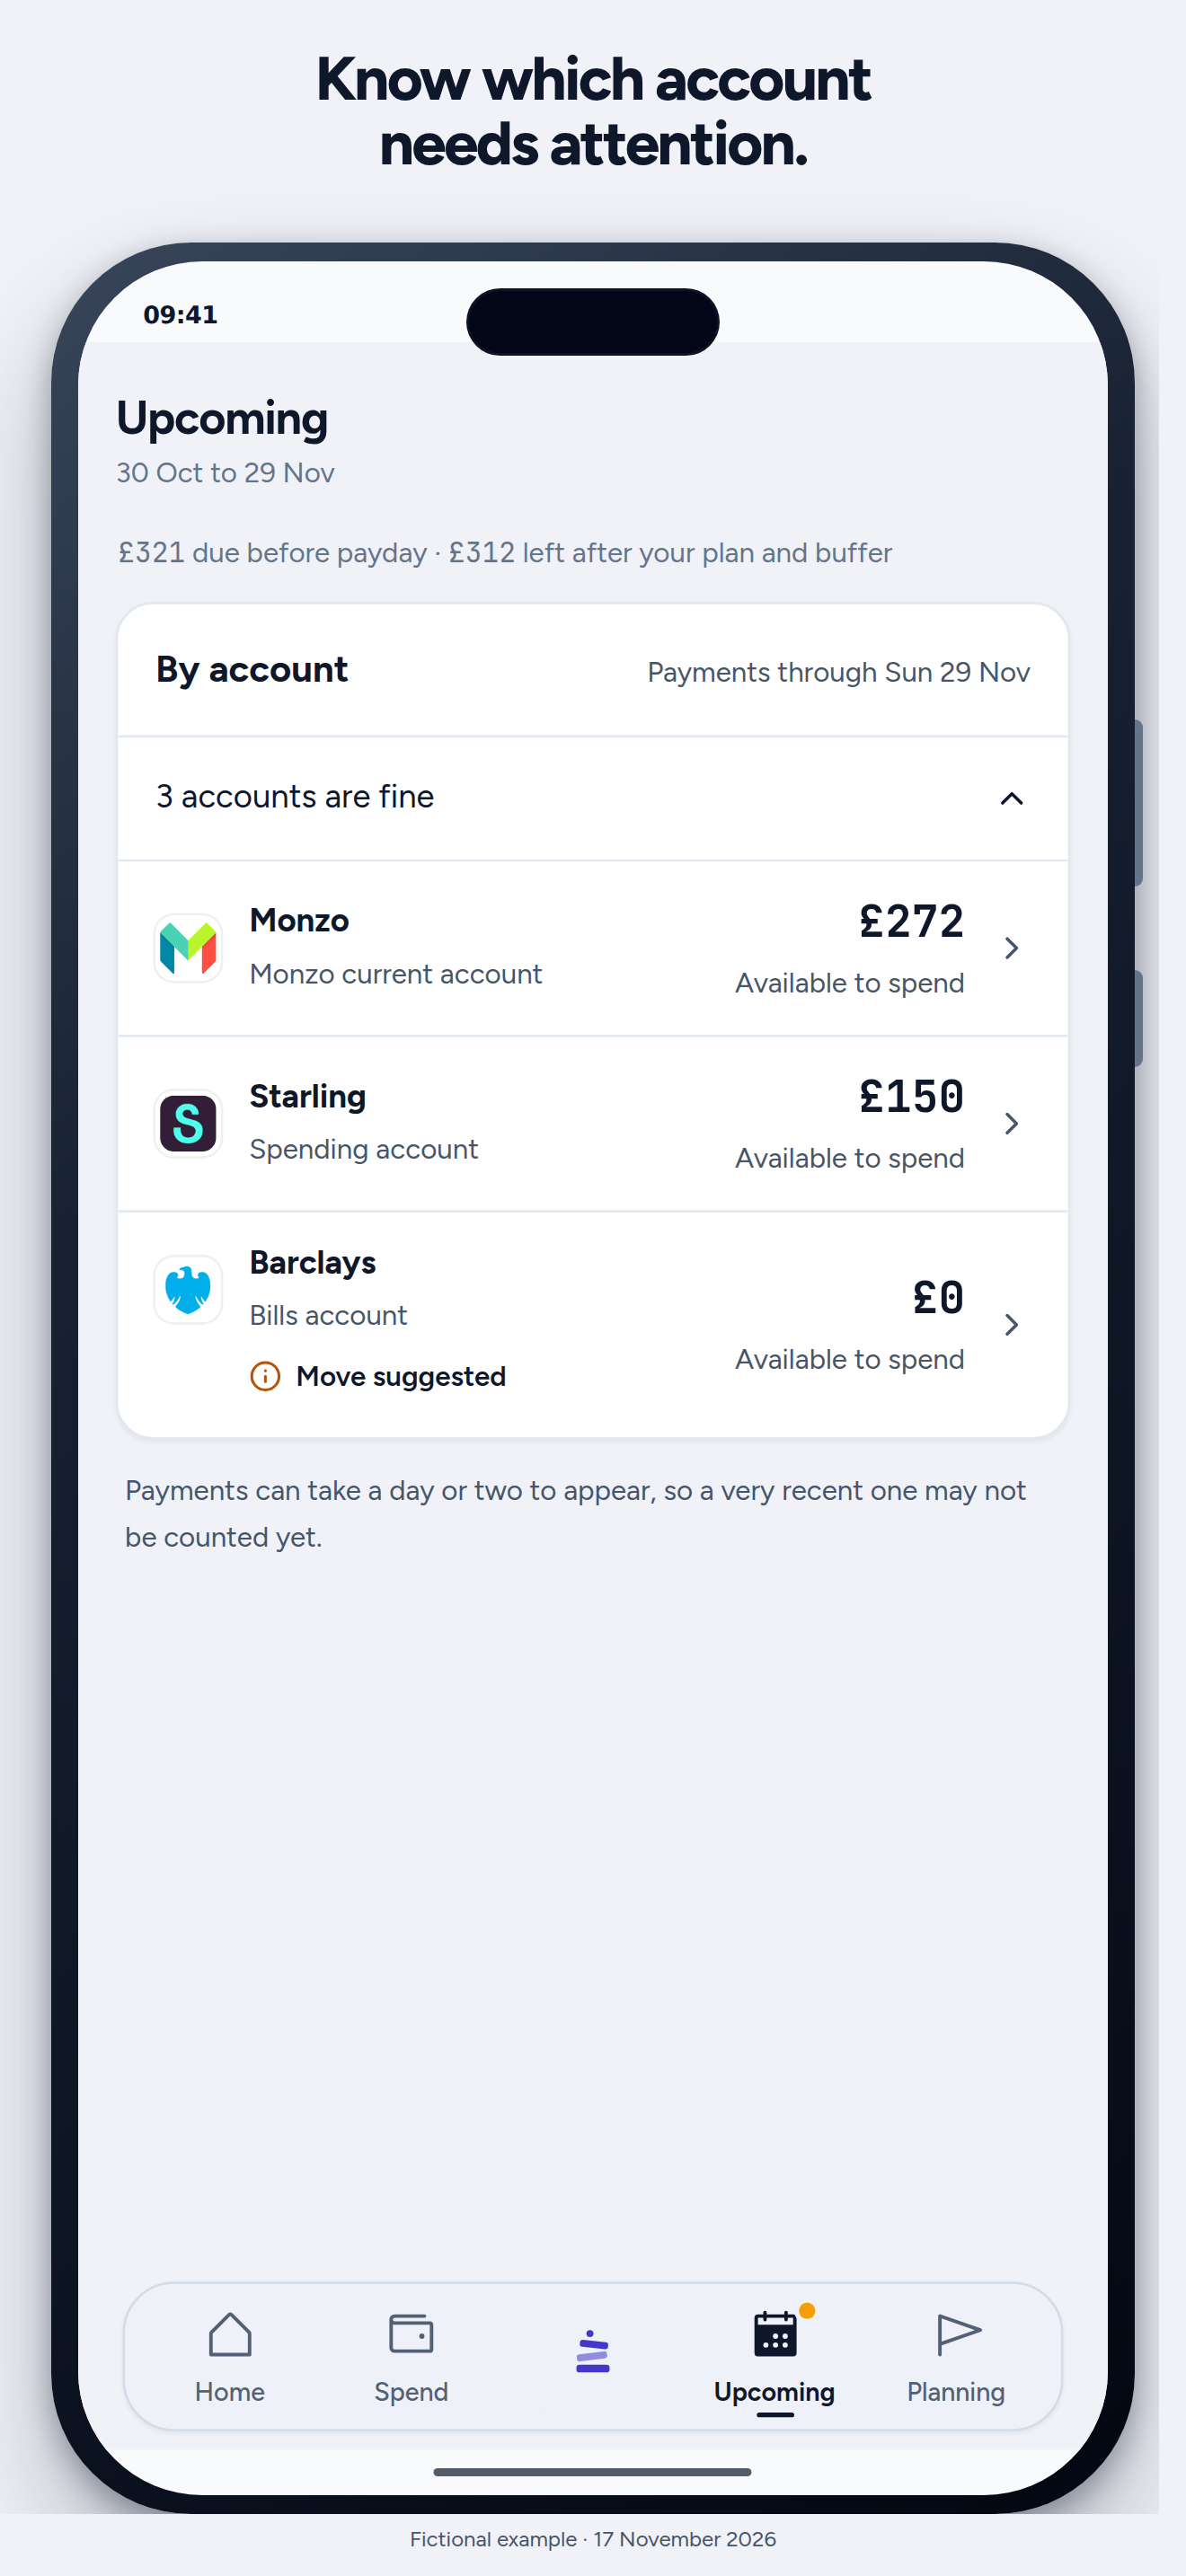 Know which account
needs attention.
09:41
Upcoming
30 Oct to 29 Nov
£321 due before payday · £312 left after your plan and buffer
By account
Payments through Sun 29 Nov
3 accounts are fine
Monzo
£272
Monzo current account
Available to spend
Starling
£150
Spending account
Available to spend
Barclays
£0
Bills account
Available to spend
Move suggested
Payments can take a day or two to appear, so a very recent one may not
be counted yet.
Home
Spend
Upcoming
Planning
Fictional example · 17 November 2026